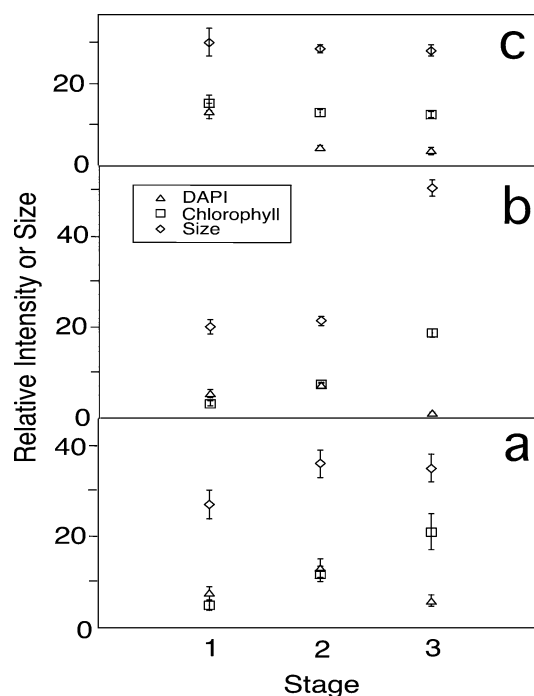 c
20
0
b
DAPI
Chlorophyll
Size
40
20
0
a
40
20
0
Relative Intensity or Size
1 2 3
Stage